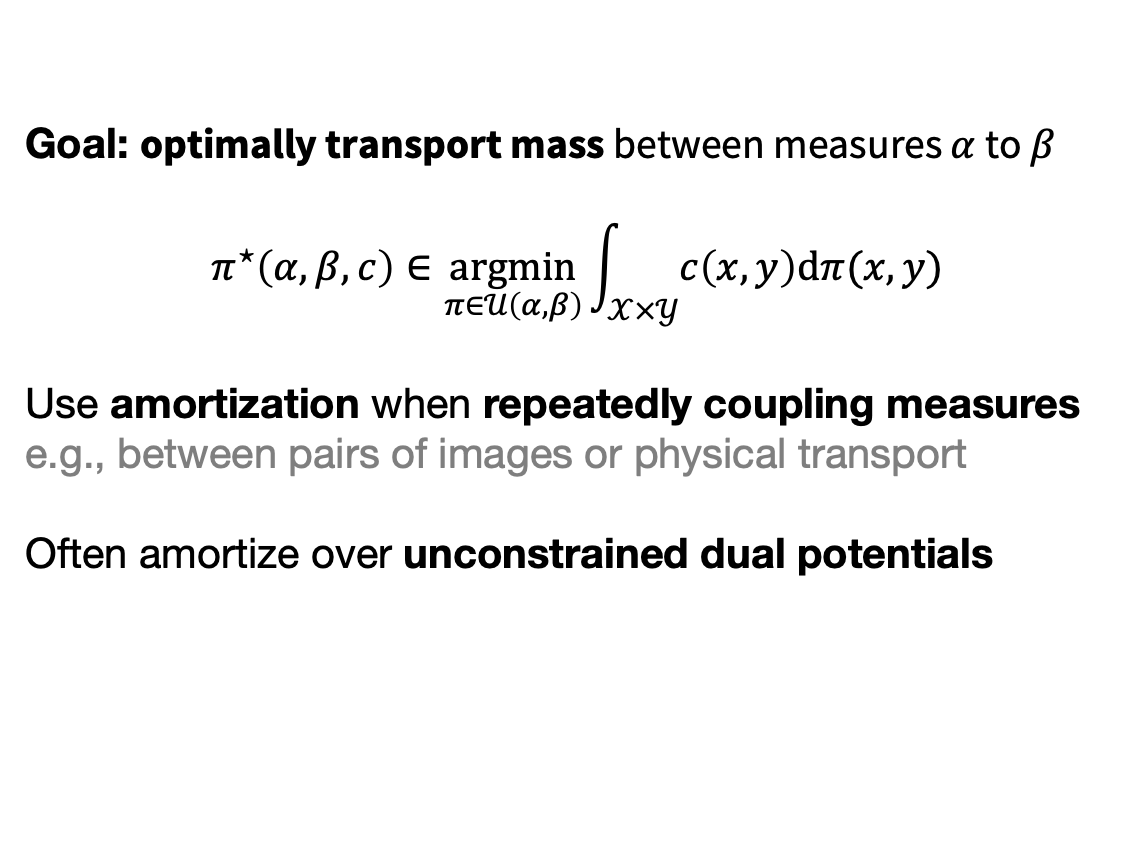 Goal: optimally transport mass between measures α to β
π⋆(α, β, c) ∈ argmin ∫ c(x, y)dπ(x, y)
π∈𝒰(α,β) 𝒳×𝒴
Use amortization when repeatedly coupling measures
e.g., between pairs of images or physical transport
Often amortize over unconstrained dual potentials